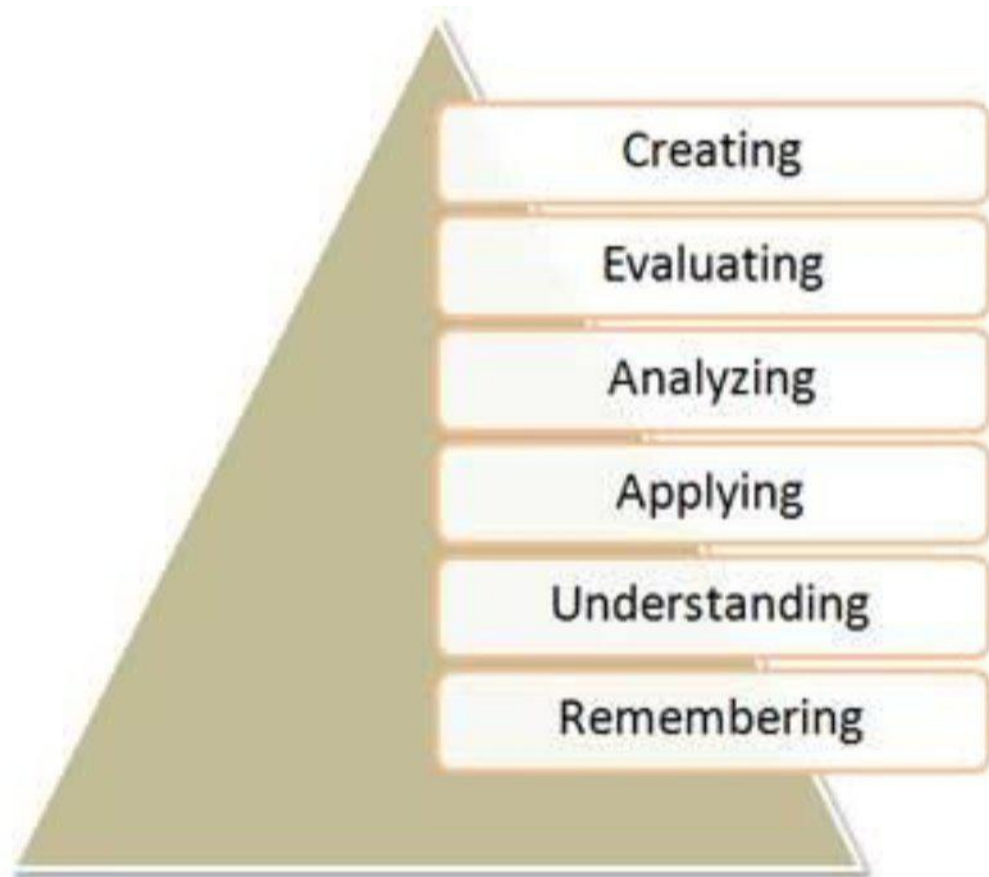 Creating
Evaluating
Analyzing
Applying
Understanding
Remembering